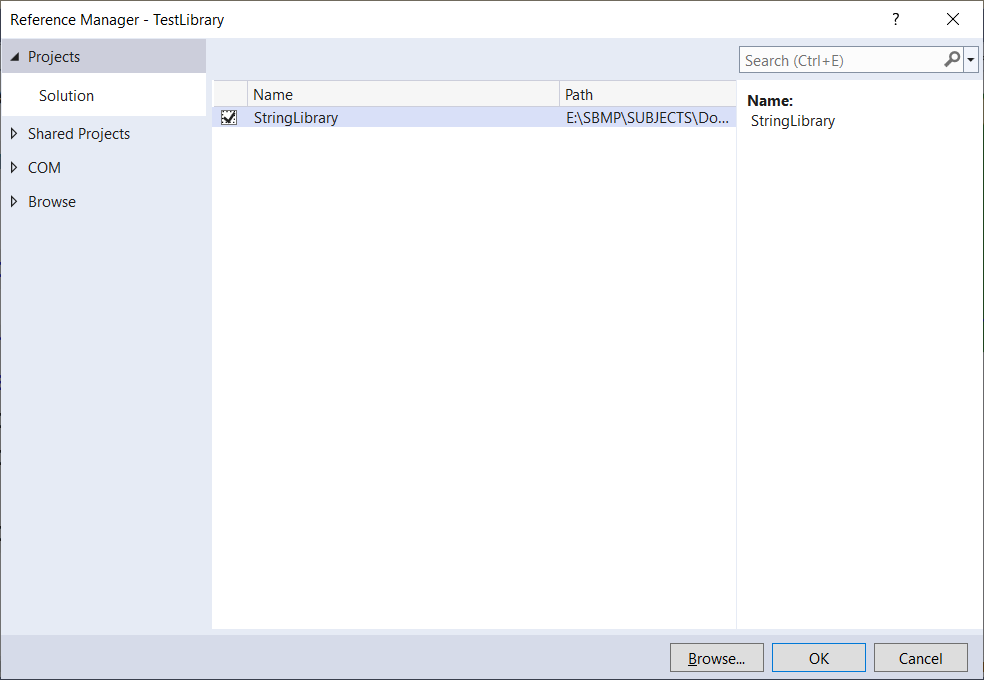 Reference Manager - TestLibrary ?
Projects
Search (Ctrl+E)
Solution
Shared Projects
COM
Browse
Name Path
StringLibrary E:\SBMP\SUBJECTS\Do...
Name:
StringLibrary
Browse... OK Cancel